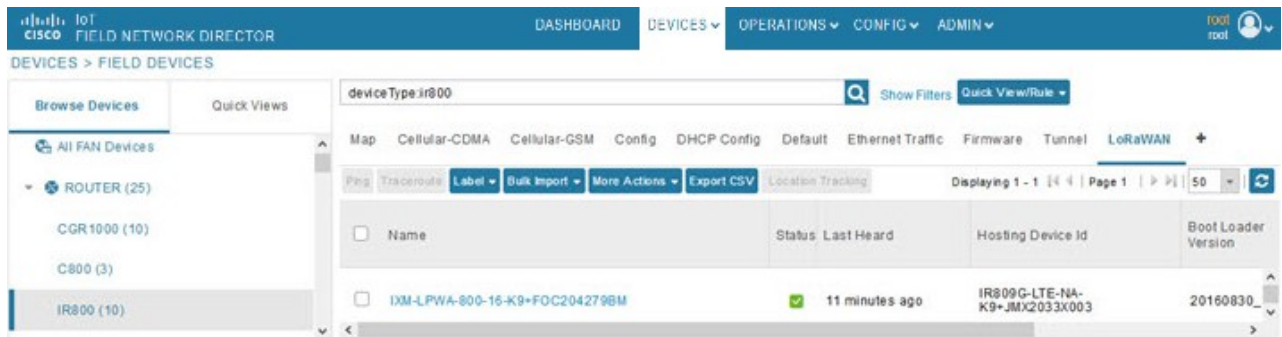 IoT
CISCO FIELD NETWORK DIRECTOR
DASHBOARD DEVICES OPERATIONS CONFIG ADMIN
root
root
DEVICES > FIELD DEVICES
Browse Devices Quick Views
deviceType:ir800 Show Filters Quick View/Rule
Map Cellular-CDMA Cellular-GSM Config DHCP Config Default Ethernet Traffic Firmware Tunnel LoRaWAN +
Ping Traceroute Label Bulk Import More Actions Export CSV Location Tracking Displaying 1 - 1 Page 1 50
All FAN Devices
ROUTER (25)
CGR1000 (10)
C800 (3)
IR800 (10)
Name Status Last Heard Hosting Device Id Boot Loader Version
IXM-LPWA-800-16-K9+FOC204279BM 11 minutes ago IR809G-LTE-NA-K9+JMX2033X003 20160830_